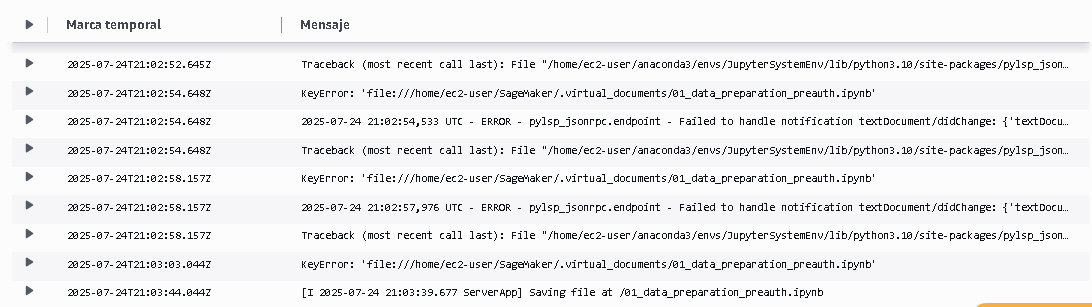 Marca temporal Mensaje
2025-07-24T21:02:52.645Z Traceback (most recent call last): File "/home/ec2-user/anaconda3/envs/JupyterSystemEnv/lib/python3.10/site-packages/pylsp_json…
2025-07-24T21:02:54.648Z KeyError: 'file:///home/ec2-user/SageMaker/.virtual_documents/01_data_preparation_preauth.ipynb'
2025-07-24T21:02:54.648Z 2025-07-24 21:02:54,533 UTC - ERROR - pylsp_jsonrpc.endpoint - Failed to handle notification textDocument/didChange: {'textDocu…
2025-07-24T21:02:54.648Z Traceback (most recent call last): File "/home/ec2-user/anaconda3/envs/JupyterSystemEnv/lib/python3.10/site-packages/pylsp_json…
2025-07-24T21:02:58.157Z KeyError: 'file:///home/ec2-user/SageMaker/.virtual_documents/01_data_preparation_preauth.ipynb'
2025-07-24T21:02:58.157Z 2025-07-24 21:02:57,976 UTC - ERROR - pylsp_jsonrpc.endpoint - Failed to handle notification textDocument/didChange: {'textDocu…
2025-07-24T21:02:58.157Z Traceback (most recent call last): File "/home/ec2-user/anaconda3/envs/JupyterSystemEnv/lib/python3.10/site-packages/pylsp_json…
2025-07-24T21:03:03.044Z KeyError: 'file:///home/ec2-user/SageMaker/.virtual_documents/01_data_preparation_preauth.ipynb'
2025-07-24T21:03:44.044Z [I 2025-07-24 21:03:39.677 ServerApp] Saving file at /01_data_preparation_preauth.ipynb